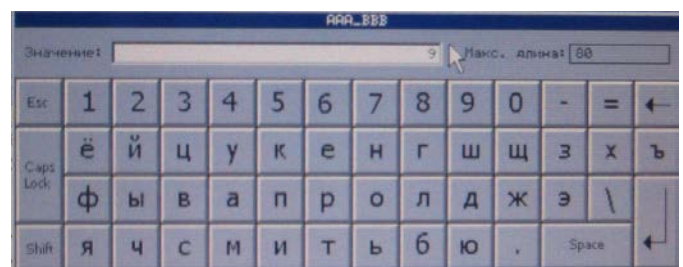 AAA_BBB
Значение: 9 Макс. длина: 80
Esc 1 2 3 4 5 6 7 8 9 0 - = ←
Caps Lock ё й ц у к е н г ш щ з х ъ
ф ы в а п р о л д ж э \ ↵
Shift я ч с м и т ь б ю . Space